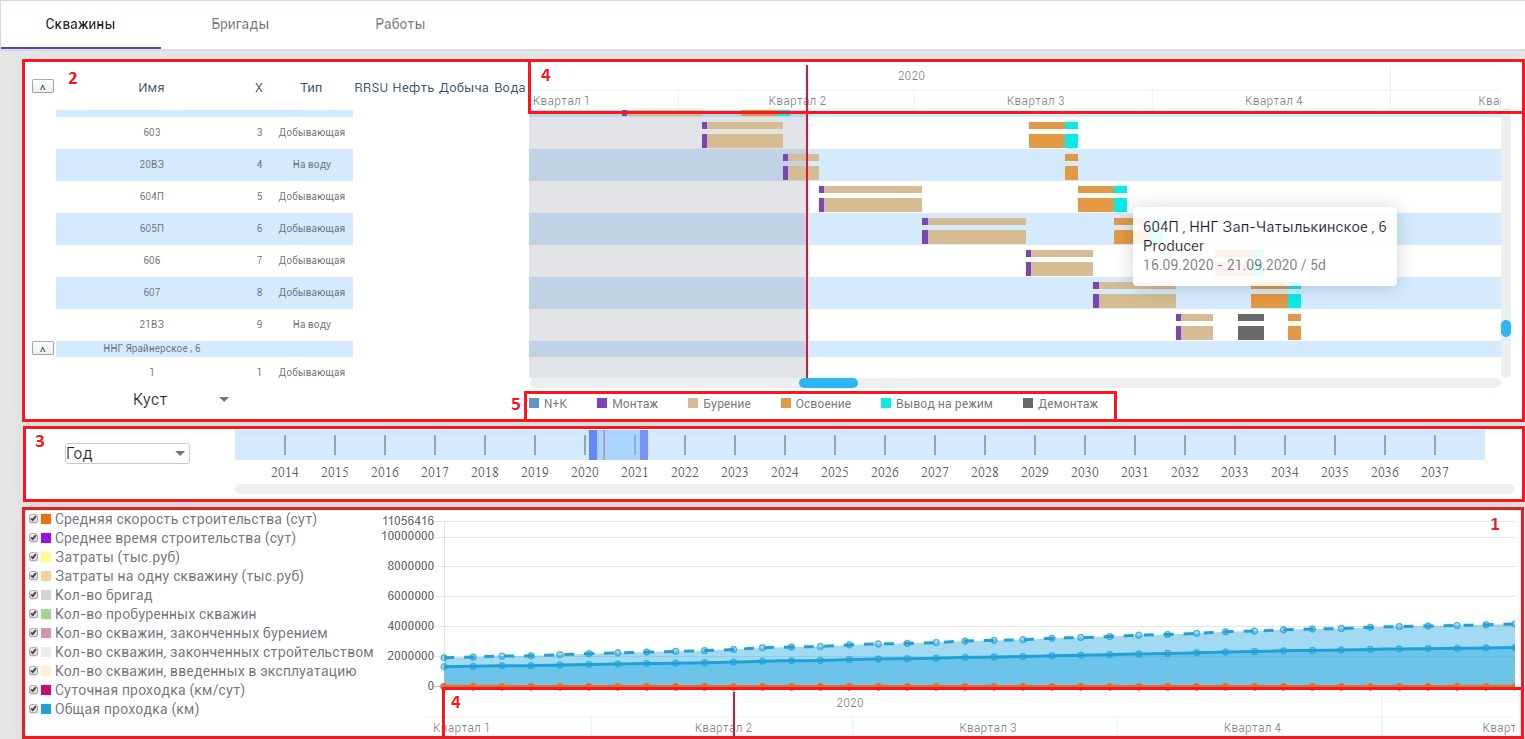 Скважины Бригады Работы
2 4 2020
ʌ Имя X Тип RRSU Нефть Добыча Вода Квартал 1 Квартал 2 Квартал 3 Квартал 4 Ква
603 3 Добывающая
20ВЗ 4 На воду
604П 5 Добывающая
605П 6 Добывающая
606 7 Добывающая
607 8 Добывающая
21ВЗ 9 На воду
ʌ ННГ Ярайнерское , 6
1 1 Добывающая
604П , ННГ Зап-Чатылькинское , 6
Producer
16.09.2020 - 21.09.2020 / 5d
Куст
5 N+K Монтаж Бурение Освоение Вывод на режим Демонтаж
3 Год
2014 2015 2016 2017 2018 2019 2020 2021 2022 2023 2024 2025 2026 2027 2028 2029 2030 2031 2032 2033 2034 2035 2036 2037
1
Средняя скорость строительства (сут)
Среднее время строительства (сут)
Затраты (тыс.руб)
Затраты на одну скважину (тыс.руб)
Кол-во бригад
Кол-во пробуренных скважин
Кол-во скважин, законченных бурением
Кол-во скважин, законченных стройтельством
Кол-во скважин, введенных в эксплуатацию
Суточная проходка (км/сут)
Общая проходка (км)
11056416
10000000
8000000
6000000
4000000
2000000
0
4 2020
Квартал 1 Квартал 2 Квартал 3 Квартал 4 Кварт